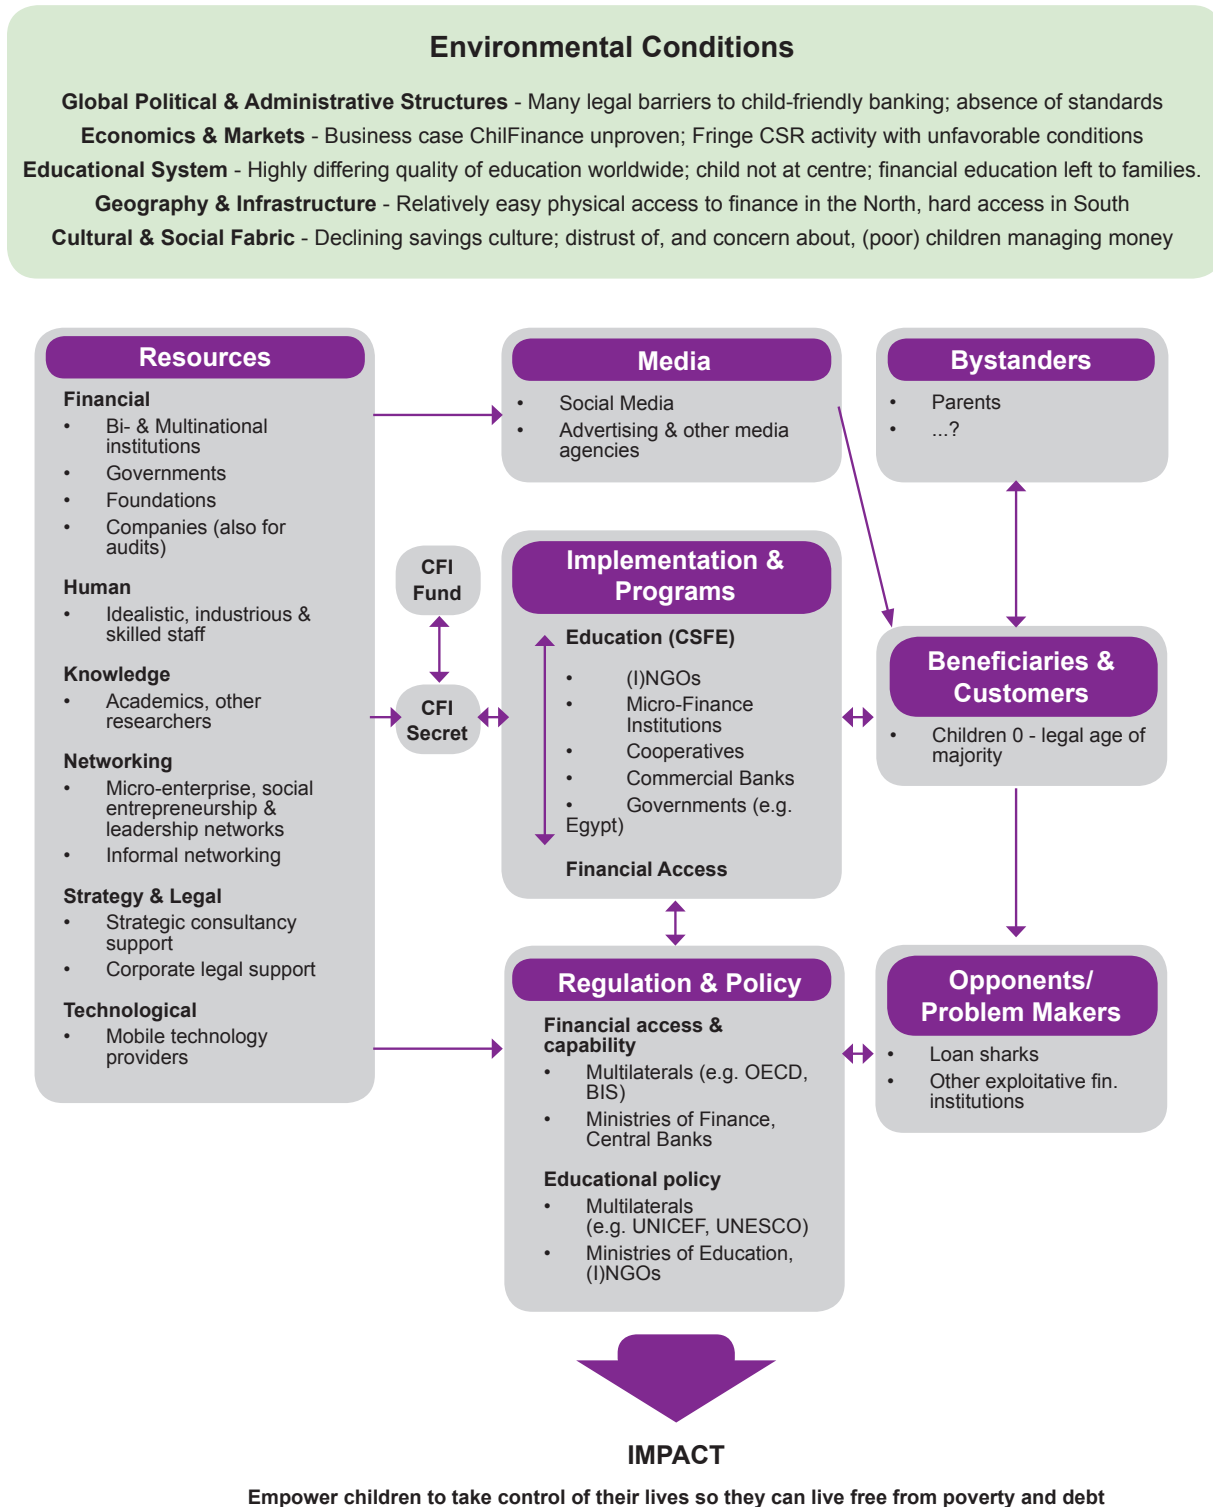 Environmental Conditions
Global Political & Administrative Structures - Many legal barriers to child-friendly banking; absence of standards
Economics & Markets - Business case ChilFinance unproven; Fringe CSR activity with unfavorable conditions
Educational System - Highly differing quality of education worldwide; child not at centre; financial education left to families.
Geography & Infrastructure - Relatively easy physical access to finance in the North, hard access in South
Cultural & Social Fabric - Declining savings culture; distrust of, and concern about, (poor) children managing money
Resources
Financial
• Bi- & Multinational
institutions
• Governments
• Foundations
• Companies (also for
audits)
Human
• Idealistic, industrious &
skilled staff
Knowledge
• Academics, other
researchers
Networking
• Micro-enterprise, social
entrepreneurship &
leadership networks
• Informal networking
Strategy & Legal
• Strategic consultancy
support
• Corporate legal support
Technological
• Mobile technology
providers
CFI
Fund
CFI
Secret
Media
• Social Media
• Advertising & other media
agencies
Implementation &
Programs
Education (CSFE)
• (I)NGOs
• Micro-Finance
Institutions
• Cooperatives
• Commercial Banks
• Governments (e.g.
Egypt)
Financial Access
Regulation & Policy
Financial access &
capability
• Multilaterals (e.g. OECD,
BIS)
• Ministries of Finance,
Central Banks
Educational policy
• Multilaterals
(e.g. UNICEF, UNESCO)
• Ministries of Education,
(I)NGOs
Bystanders
• Parents
• ...?
Beneficiaries &
Customers
• Children 0 - legal age of
majority
Opponents/
Problem Makers
• Loan sharks
• Other exploitative fin.
institutions
IMPACT
Empower children to take control of their lives so they can live free from poverty and debt